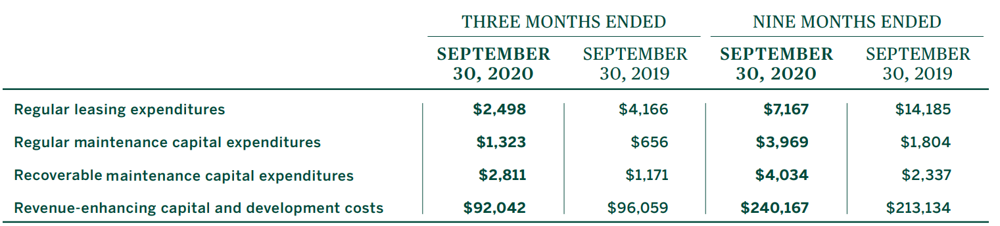 THREE MONTHS ENDED NINE MONTHS ENDED
SEPTEMBER SEPTEMBER SEPTEMBER SEPTEMBER
30, 2020 30, 2019 30, 2020 30, 2019
Regular leasing expenditures $2,498 $4,166 $7,167 $14,185
Regular maintenance capital expenditures $1,323 $656 $3,969 $1,804
Recoverable maintenance capital expenditures $2,811 $1,171 $4,034 $2,337
Revenue-enhancing capital and development costs $92,042 $96,059 $240,167 $213,134